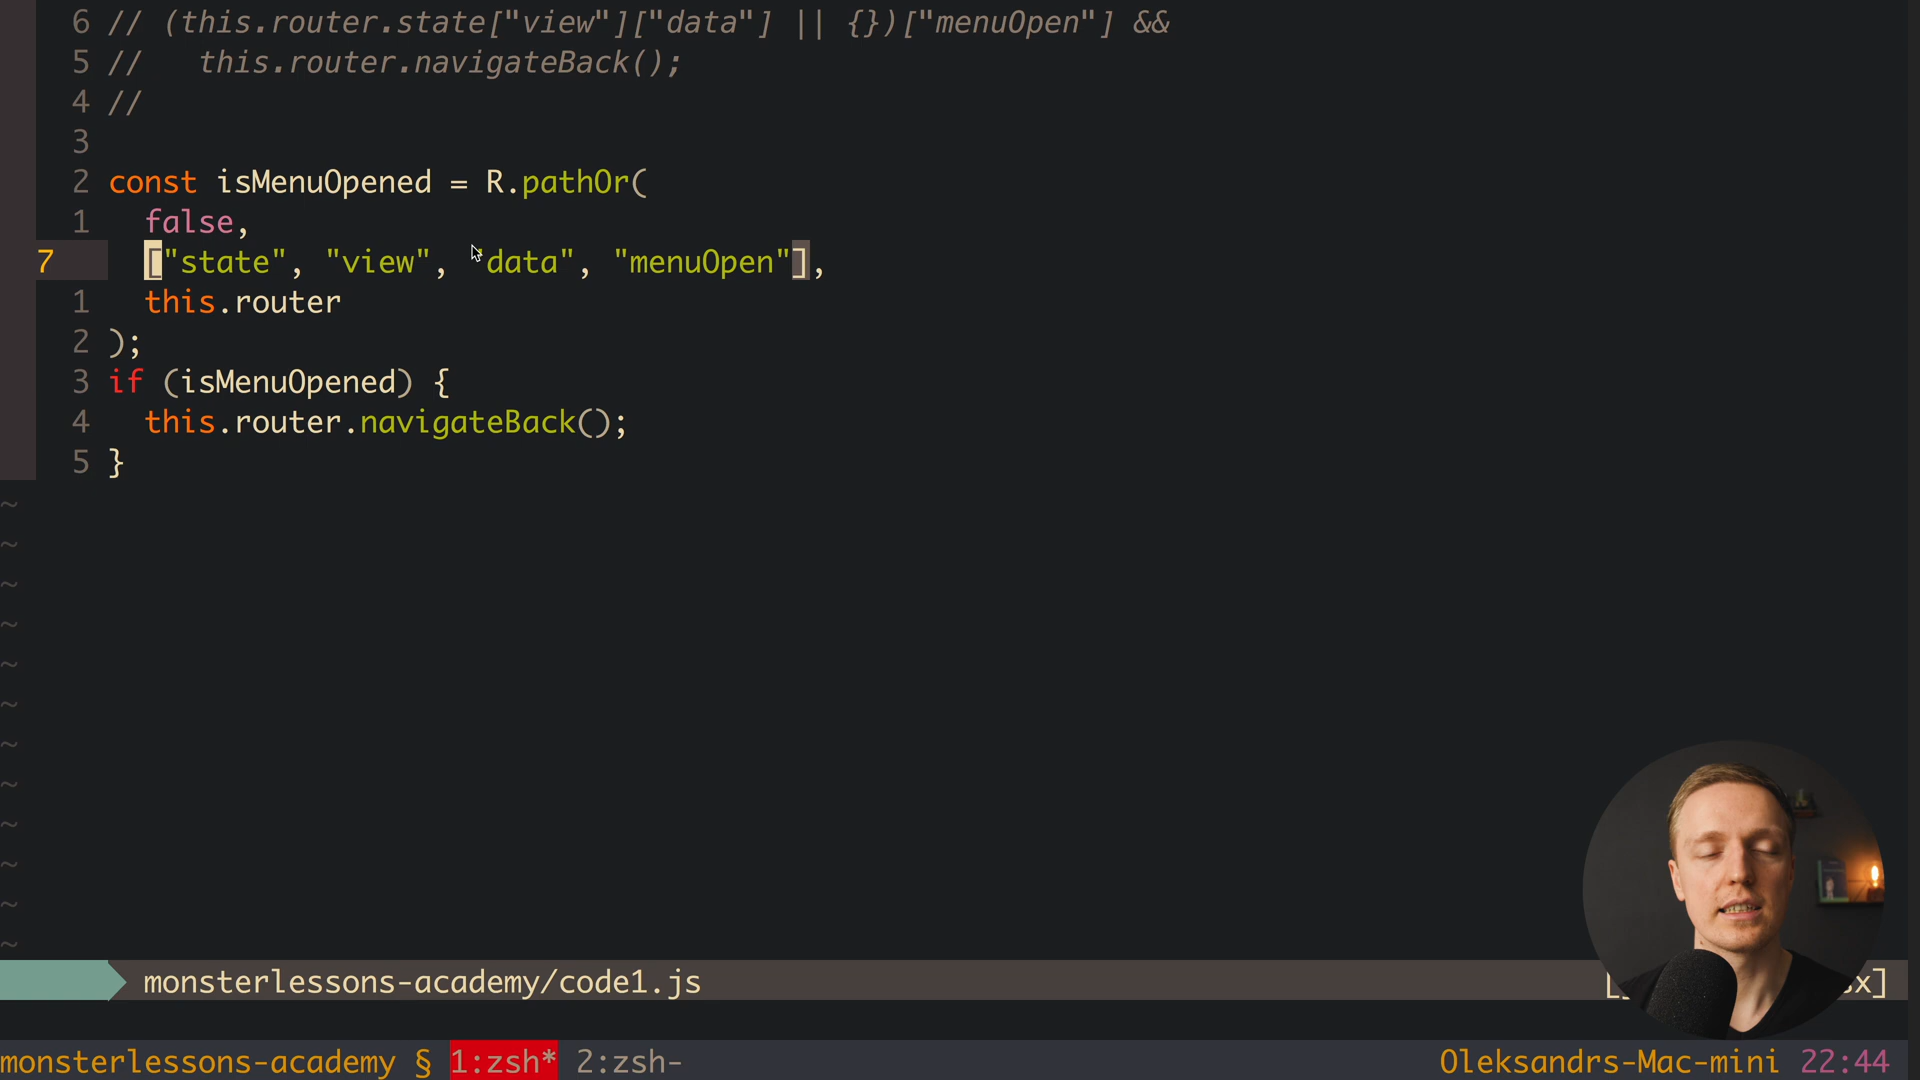 6 // (this.router.state["view"]["data"] || {})["menuOpen"] &&
5 //   this.router.navigateBack();
4 //
3
2 const isMenuOpened = R.pathOr(
1   false,
7   ["state", "view", "data", "menuOpen"],
1   this.router
2 );
3 if (isMenuOpened) {
4   this.router.navigateBack();
5 }
~
~
~
~
~
~
~
~
~
~
~
~
monsterlessons-academy/code1.js
monsterlessons-academy § 1:zsh* 2:zsh- Oleksandrs-Mac-mini 22:44